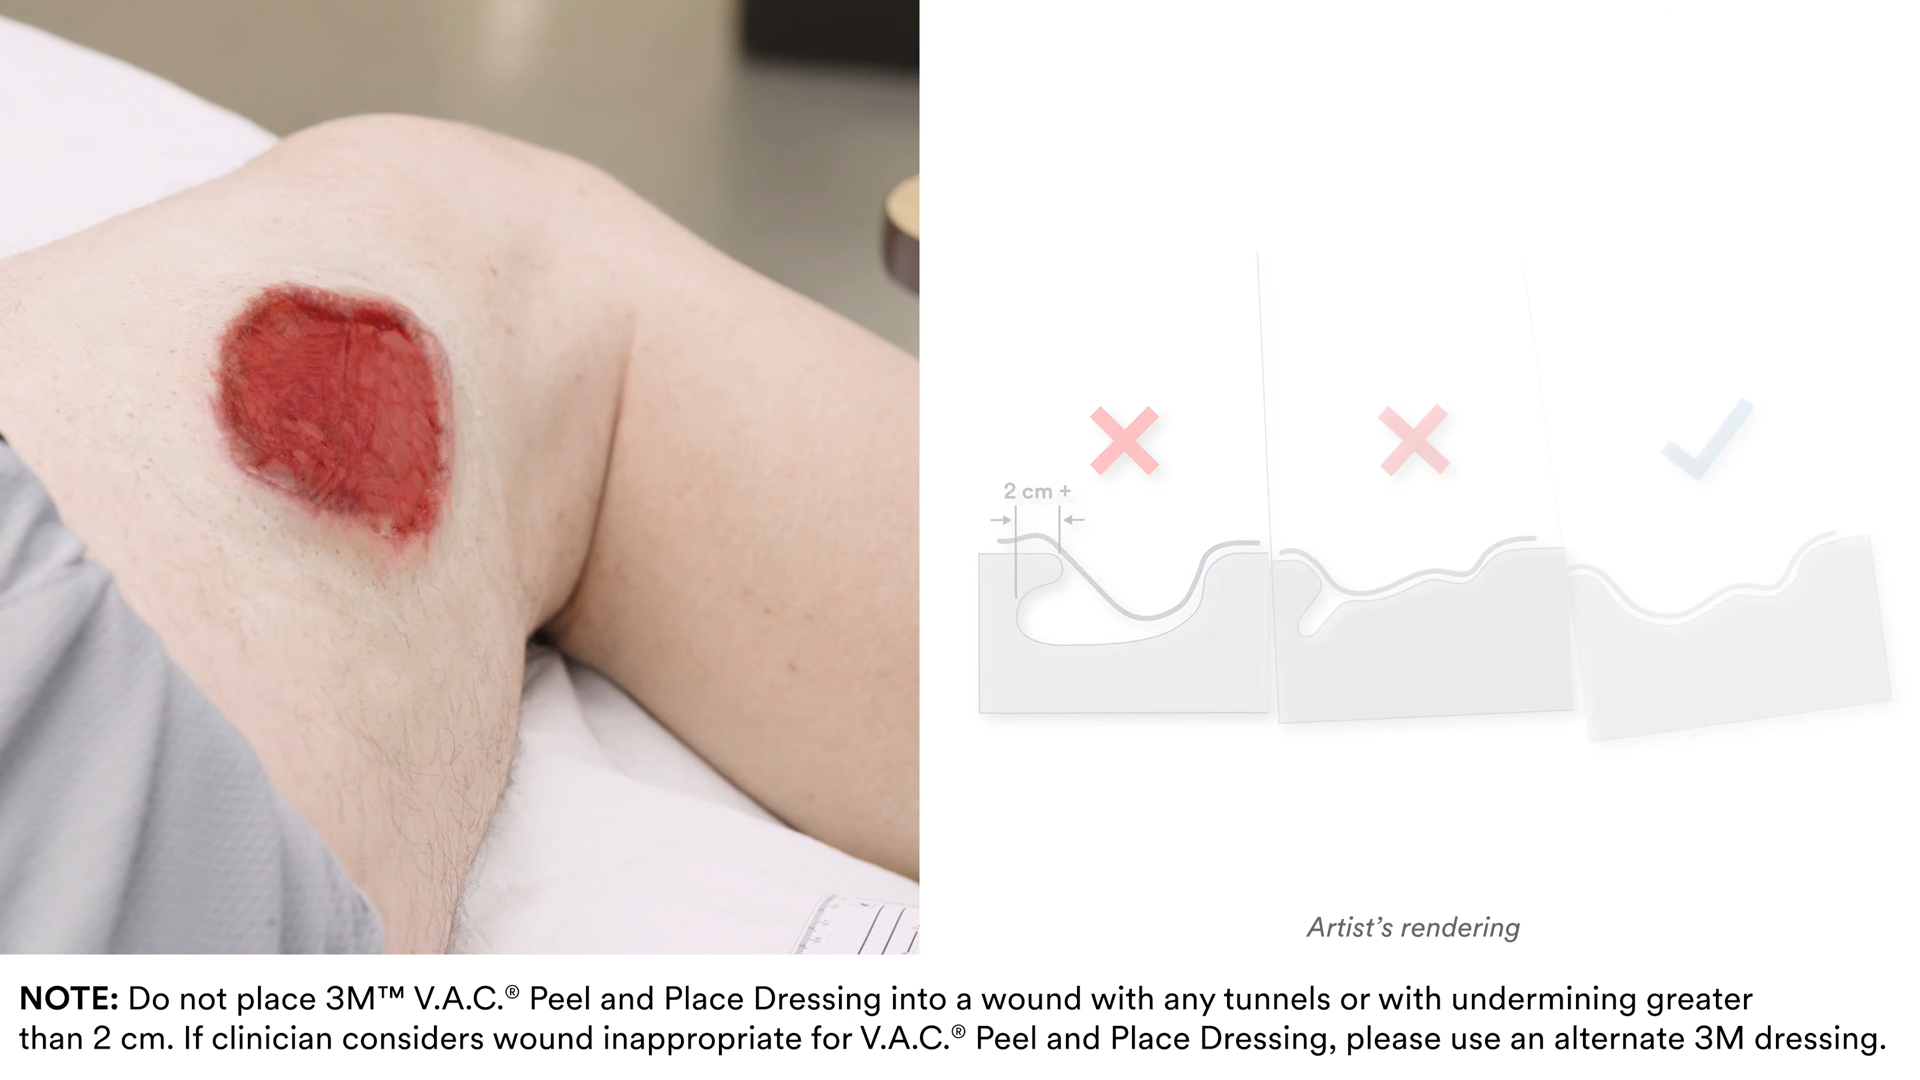 2 cm +
Artist’s rendering
NOTE: Do not place 3M™ V.A.C.® Peel and Place Dressing into a wound with any tunnels or with undermining greater
than 2 cm. If clinician considers wound inappropriate for V.A.C.® Peel and Place Dressing, please use an alternate 3M dressing.